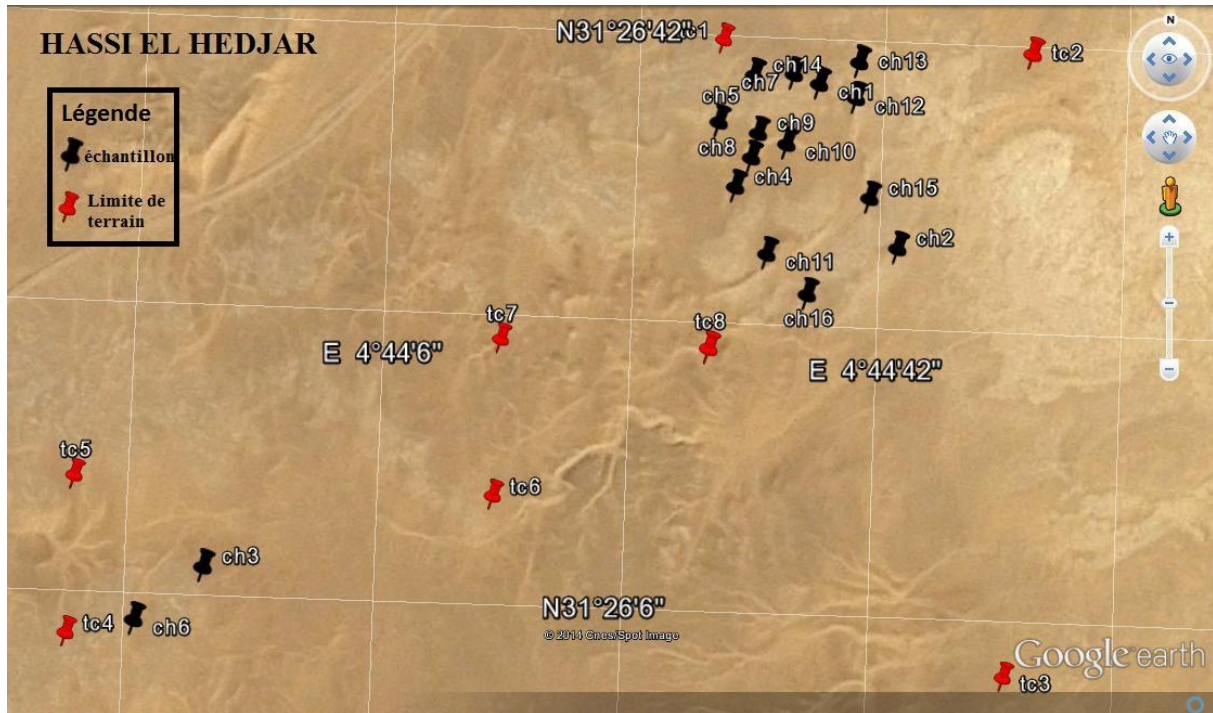 HASSI EL HEDJAR
Légende
échantillon
Limite de
terrain
N31°26'42"
tc1
tc2
ch13
ch14
ch7
ch1
ch12
ch5
ch9
ch8
ch10
ch4
ch15
ch2
ch11
ch16
tc7
tc8
E 4°44'6"
E 4°44'42"
tc5
tc6
ch3
N31°26'6"
tc4
ch6
© 2014 Cnes/Spot Image
Google earth
tc3
N